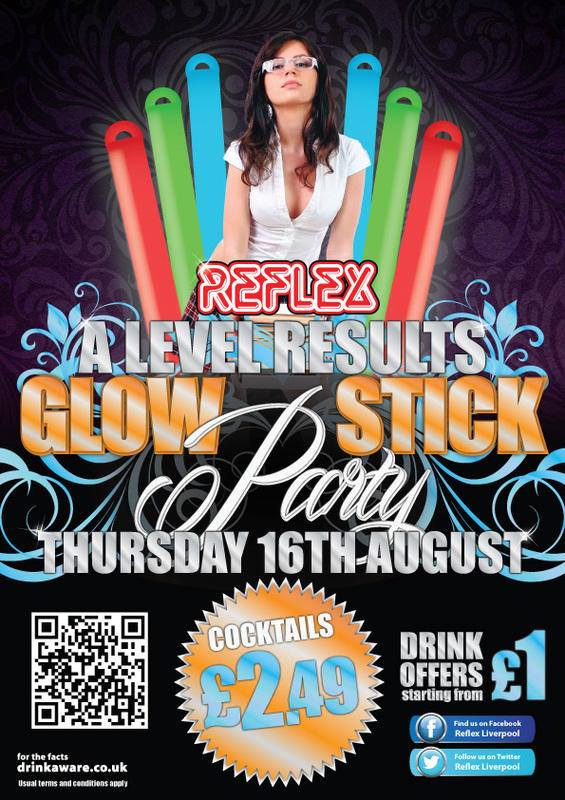 REFLEX
A LEVEL RESULTS
GLOW STICK
Party
THURSDAY 16TH AUGUST
COCKTAILS
£2.49
DRINK
OFFERS
starting from
£1
Find us on Facebook
Reflex Liverpool
Follow us on Twitter
Reflex Liverpool
for the facts
drinkaware.co.uk
Usual terms and conditions apply